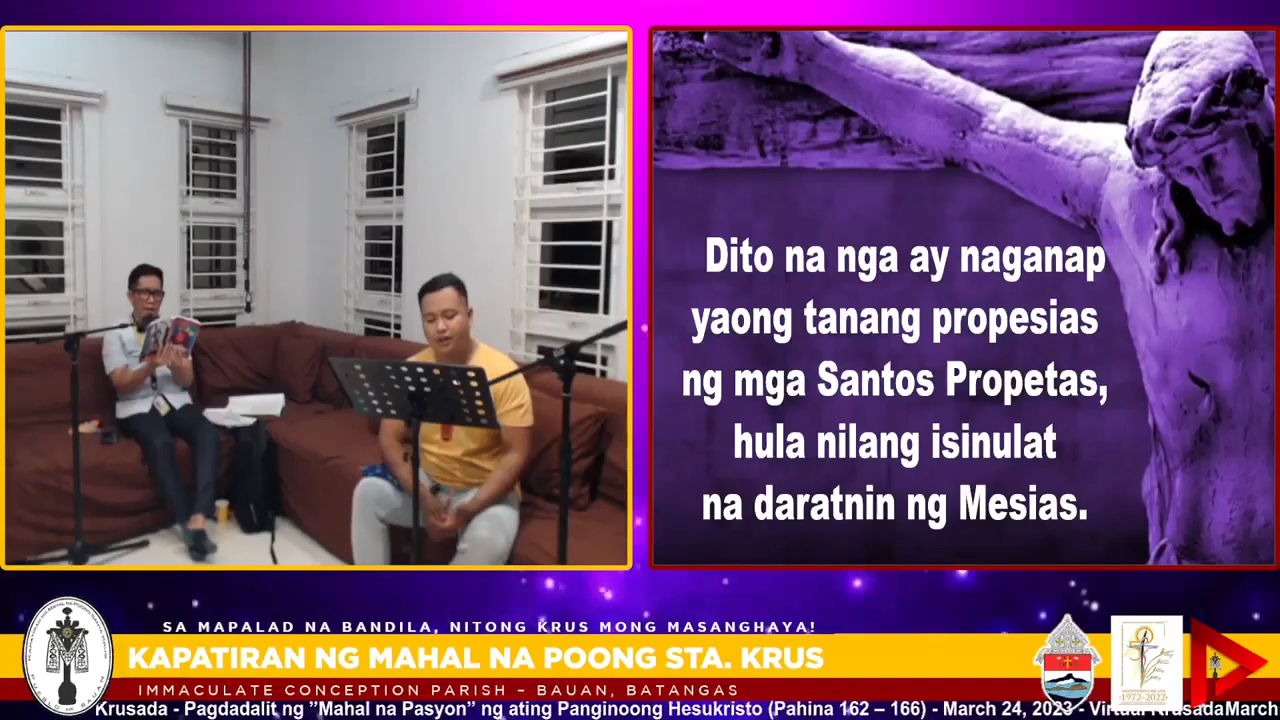 Dito na nga ay naganap
yaong tanang propesias
ng mga Santos Propetas,
hula nilang isinulat
na daratnin ng Mesias.
SA MAPALAD NA BANDILA, NITONG KRUS MONG MASANGHAYA!
KAPATIRAN NG MAHAL NA POONG STA. KRUS
IMMACULATE CONCEPTION PARISH – BAUAN, BATANGAS
Krusada - Pagdadalit ng "Mahal na Pasyon" ng ating Panginoong Hesukristo (Pahina 162 – 166) - March 24, 2023 - Virtual KrusadaMarch
1972-2022